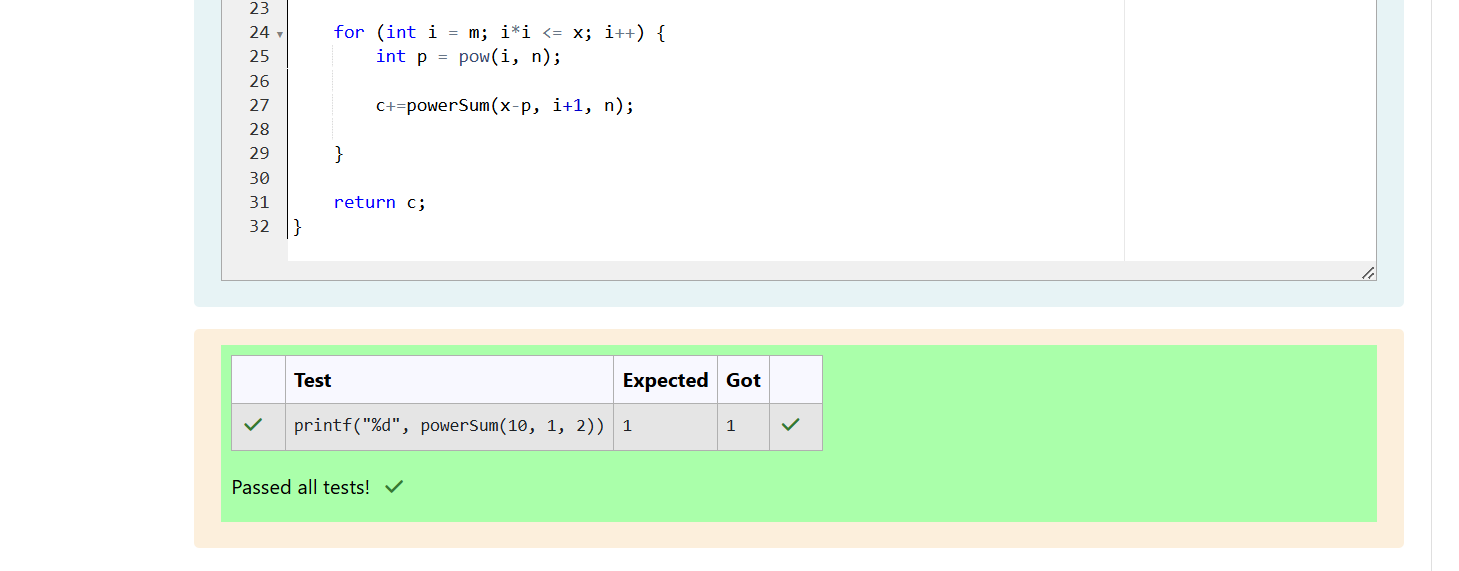 23
24 for (int i = m; i*i <= x; i++) {
25 int p = pow(i, n);
26
27 c+=powerSum(x-p, i+1, n);
28
29 }
30
31 return c;
32 }
Test Expected Got
printf("%d", powerSum(10, 1, 2)) 1 1
Passed all tests!